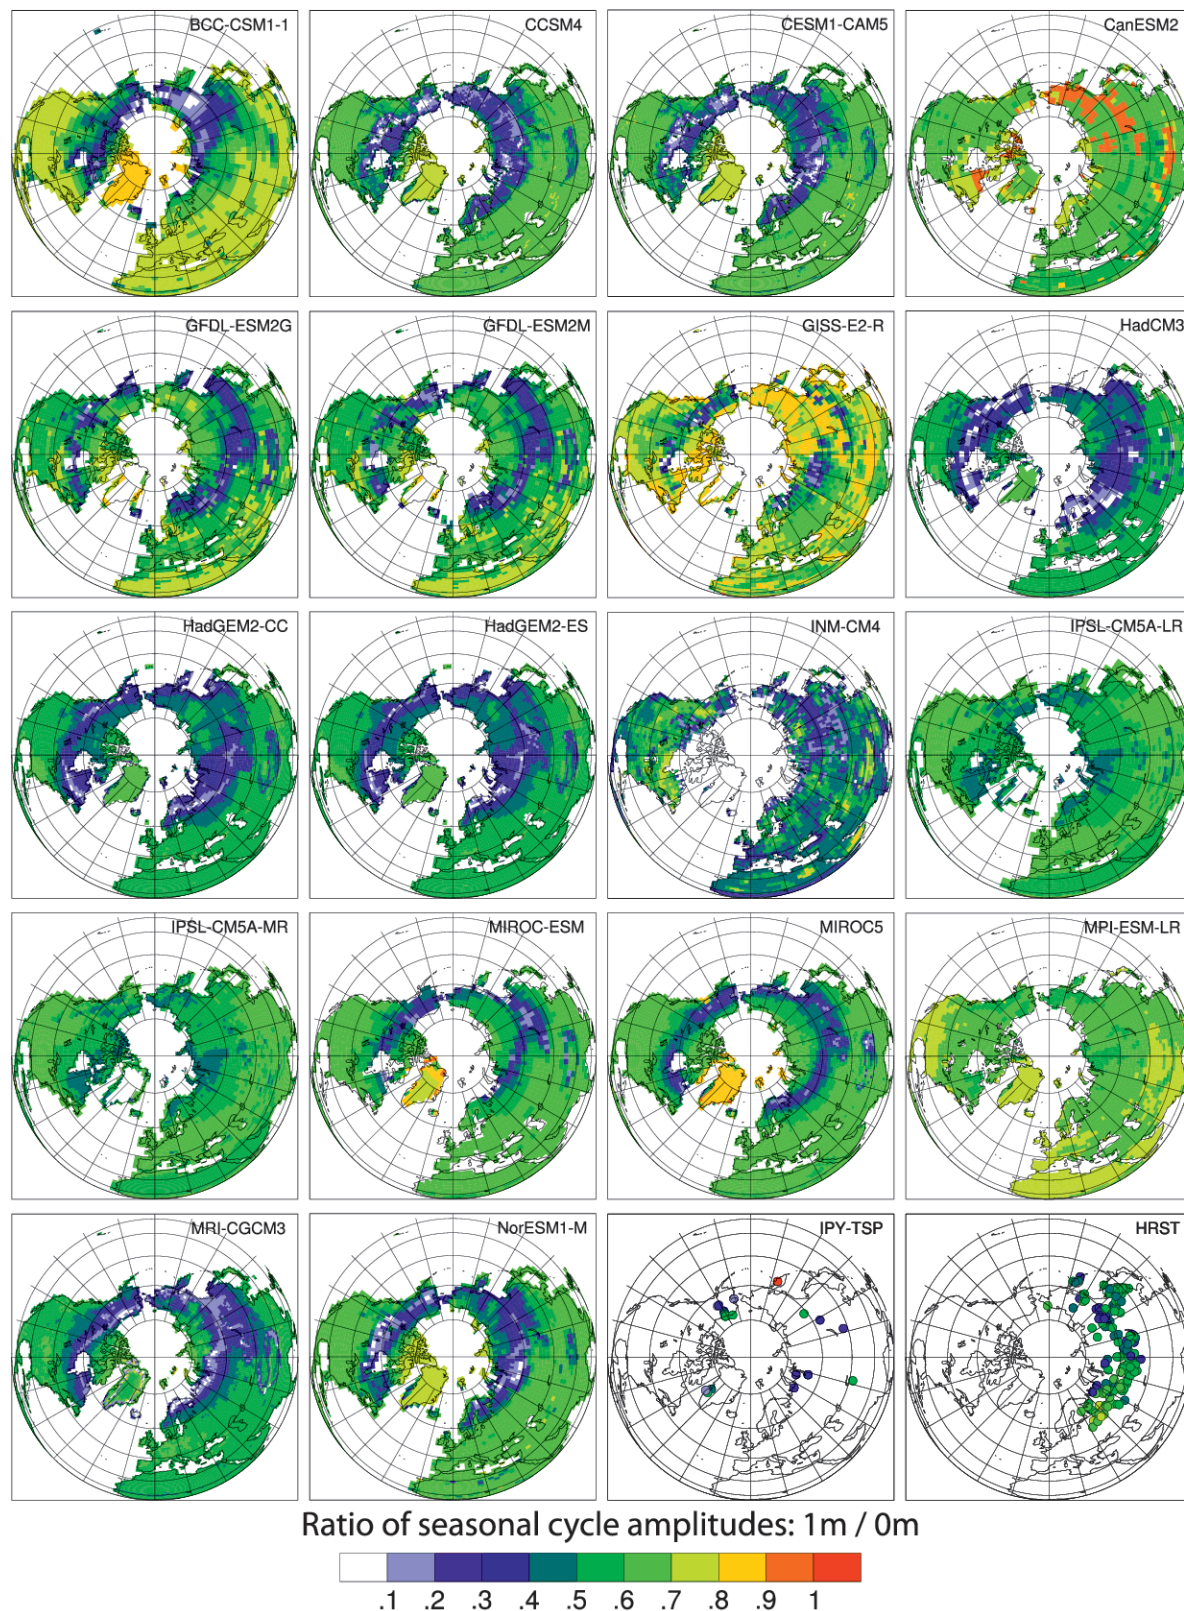 BCC-CSM1-1
CCSM4
CESM1-CAM5
CanESM2
GFDL-ESM2G
GFDL-ESM2M
GISS-E2-R
HadCM3
HadGEM2-CC
HadGEM2-ES
INM-CM4
IPSL-CM5A-LR
IPSL-CM5A-MR
MIROC-ESM
MIROC5
MPI-ESM-LR
MRI-CGCM3
NorESM1-M
IPY-TSP
HRST
Ratio of seasonal cycle amplitudes: 1m / 0m
.1 .2 .3 .4 .5 .6 .7 .8 .9 1